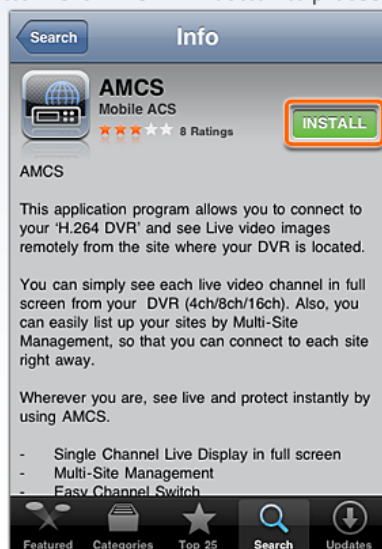 Search
Info
AMCS
Mobile ACS
8 Ratings
INSTALL
AMCS
This application program allows you to connect to
your ‘H.264 DVR’ and see Live video images
remotely from the site where your DVR is located.
You can simply see each live video channel in full
screen from your DVR (4ch/8ch/16ch). Also, you
can easily list up your sites by Multi-Site
Management, so that you can connect to each site
right away.
Wherever you are, see live and protect instantly by
using AMCS.
- Single Channel Live Display in full screen
- Multi-Site Management
- Easy Channel Switch
Featured Categories Top 25 Search Updates